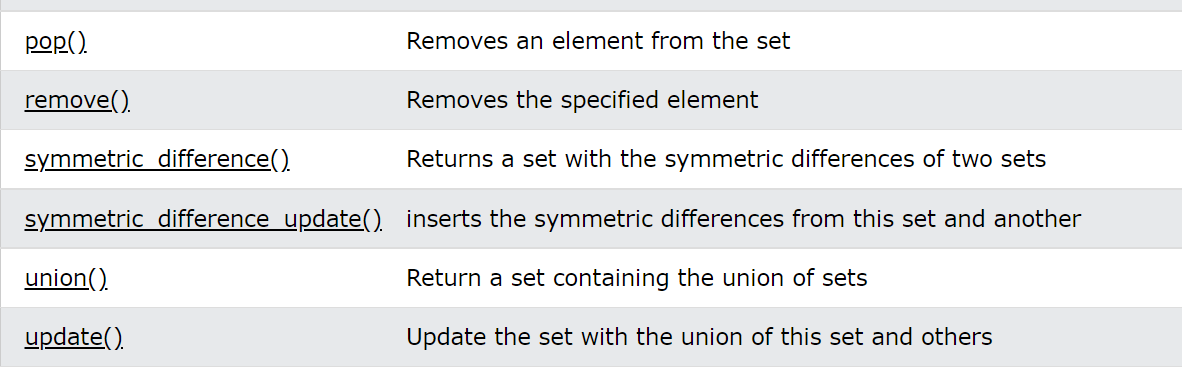 pop() Removes an element from the set
remove() Removes the specified element
symmetric_difference() Returns a set with the symmetric differences of two sets
symmetric_difference_update() inserts the symmetric differences from this set and another
union() Return a set containing the union of sets
update() Update the set with the union of this set and others